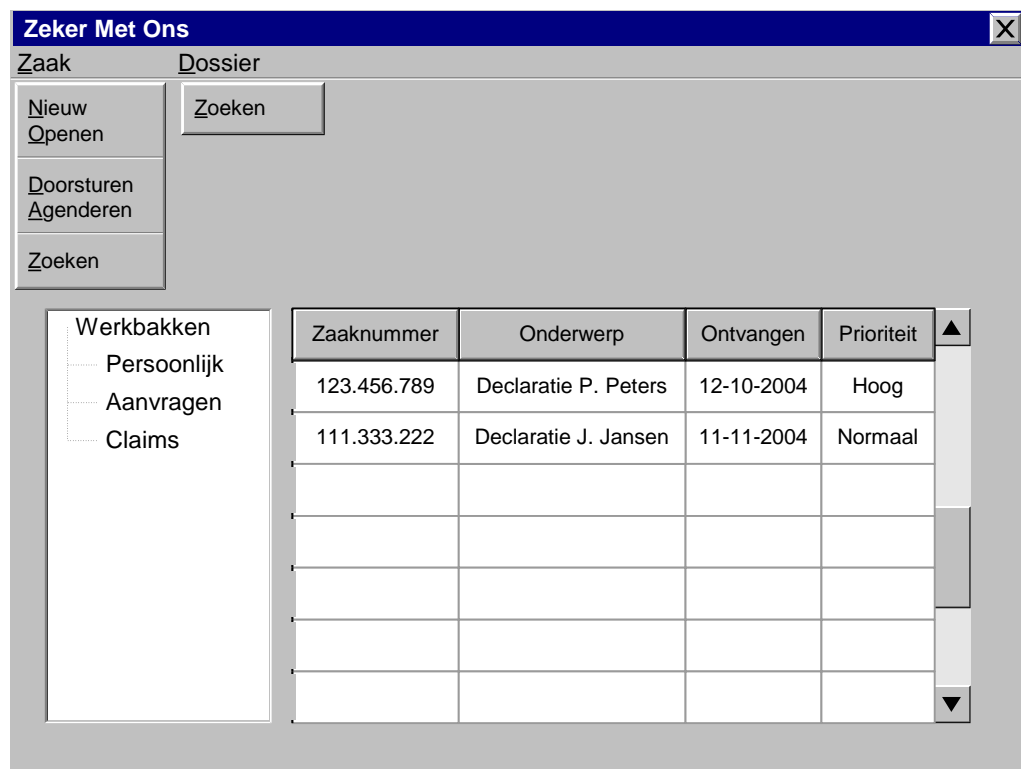 Zeker Met Ons X
Zaak Dossier
Nieuw
Openen
Doorsturen
Agenderen
Zoeken
Zoeken
Werkbakken
Persoonlijk
Aanvragen
Claims
Zaaknummer Onderwerp Ontvangen Prioriteit
123.456.789 Declaratie P. Peters 12-10-2004 Hoog
111.333.222 Declaratie J. Jansen 11-11-2004 Normaal